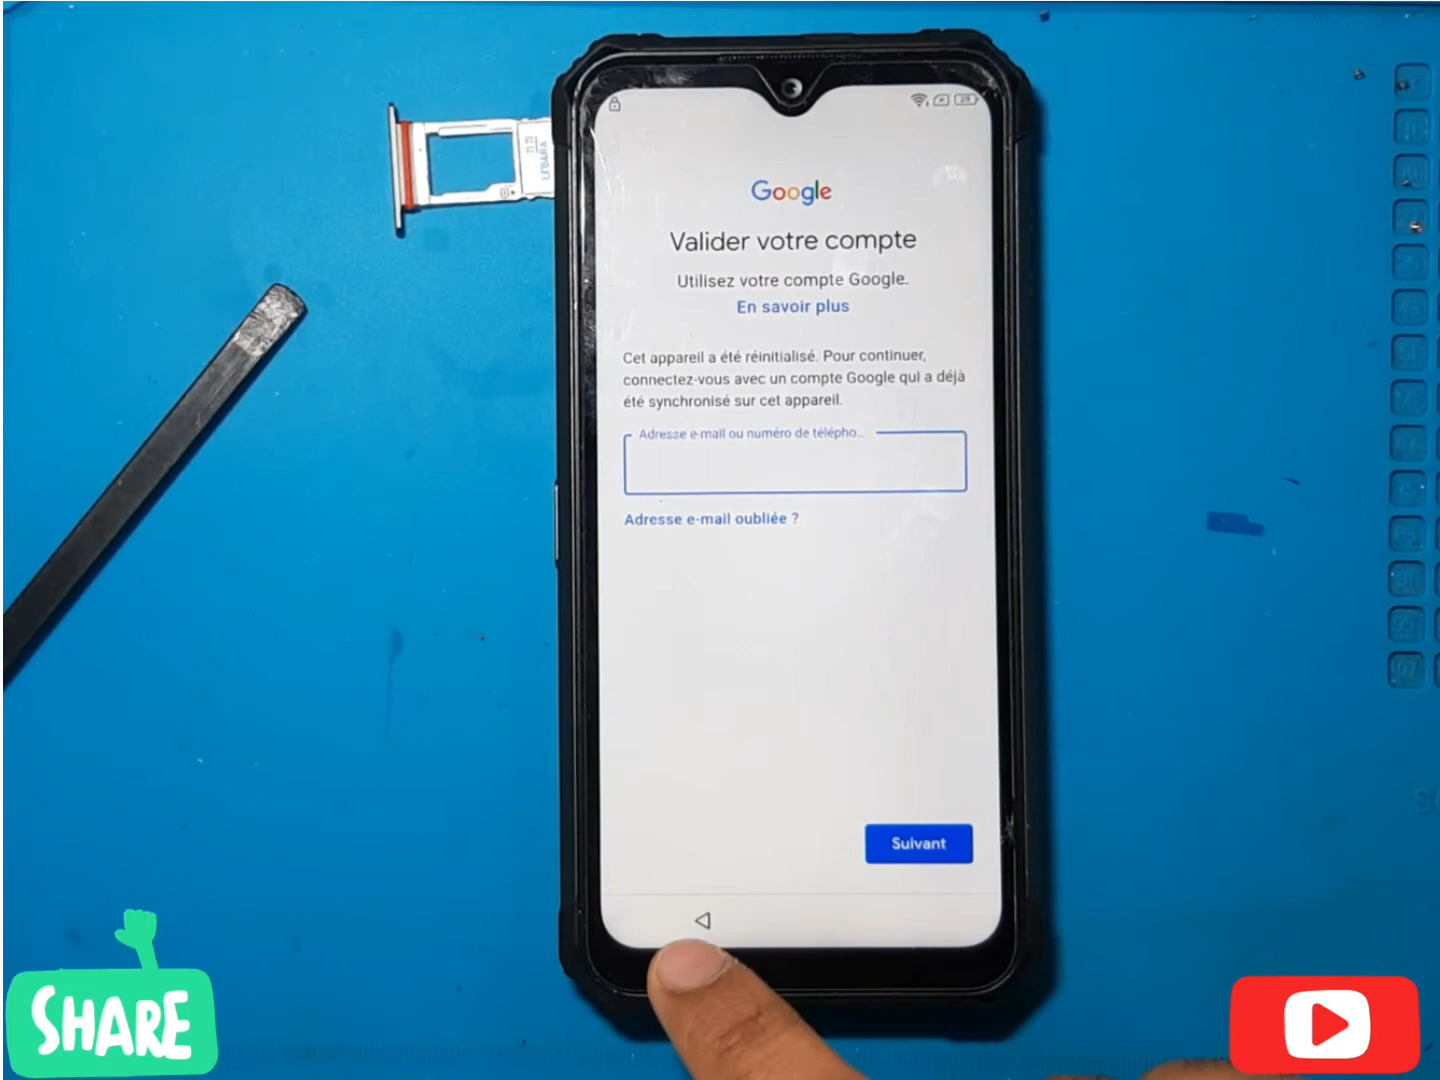 Google
Valider votre compte
Utilisez votre compte Google.
En savoir plus
Cet appareil a été réinitialisé. Pour continuer,
connectez-vous avec un compte Google qui a déjà
été synchronisé sur cet appareil.
Adresse e-mail ou numéro de télépho...
Adresse e-mail oubliée ?
Suivant
SHARE